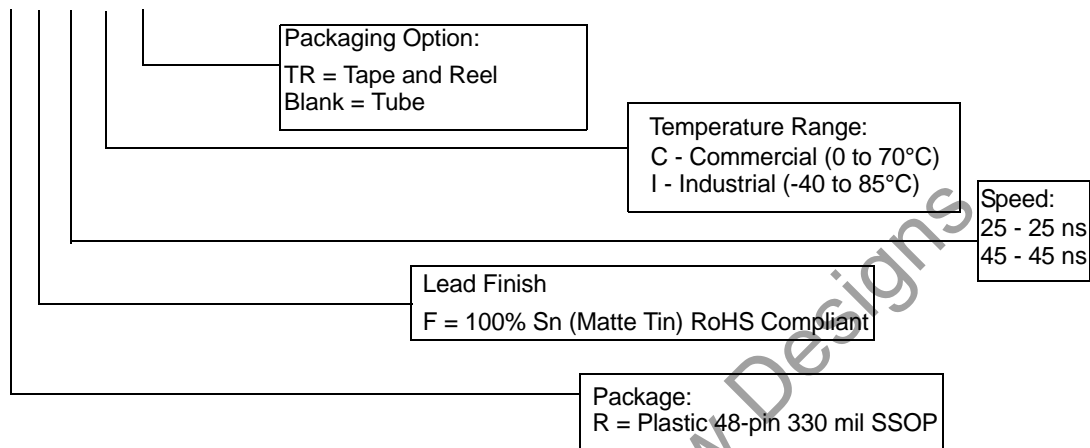 Packaging Option:
TR = Tape and Reel
Blank = Tube
Temperature Range:
C - Commercial (0 to 70°C)
I - Industrial (-40 to 85°C)
Speed:
25 - 25 ns
45 - 45 ns
Lead Finish
F = 100% Sn (Matte Tin) RoHS Compliant
Package:
R = Plastic 48-pin 330 mil SSOP
Designs